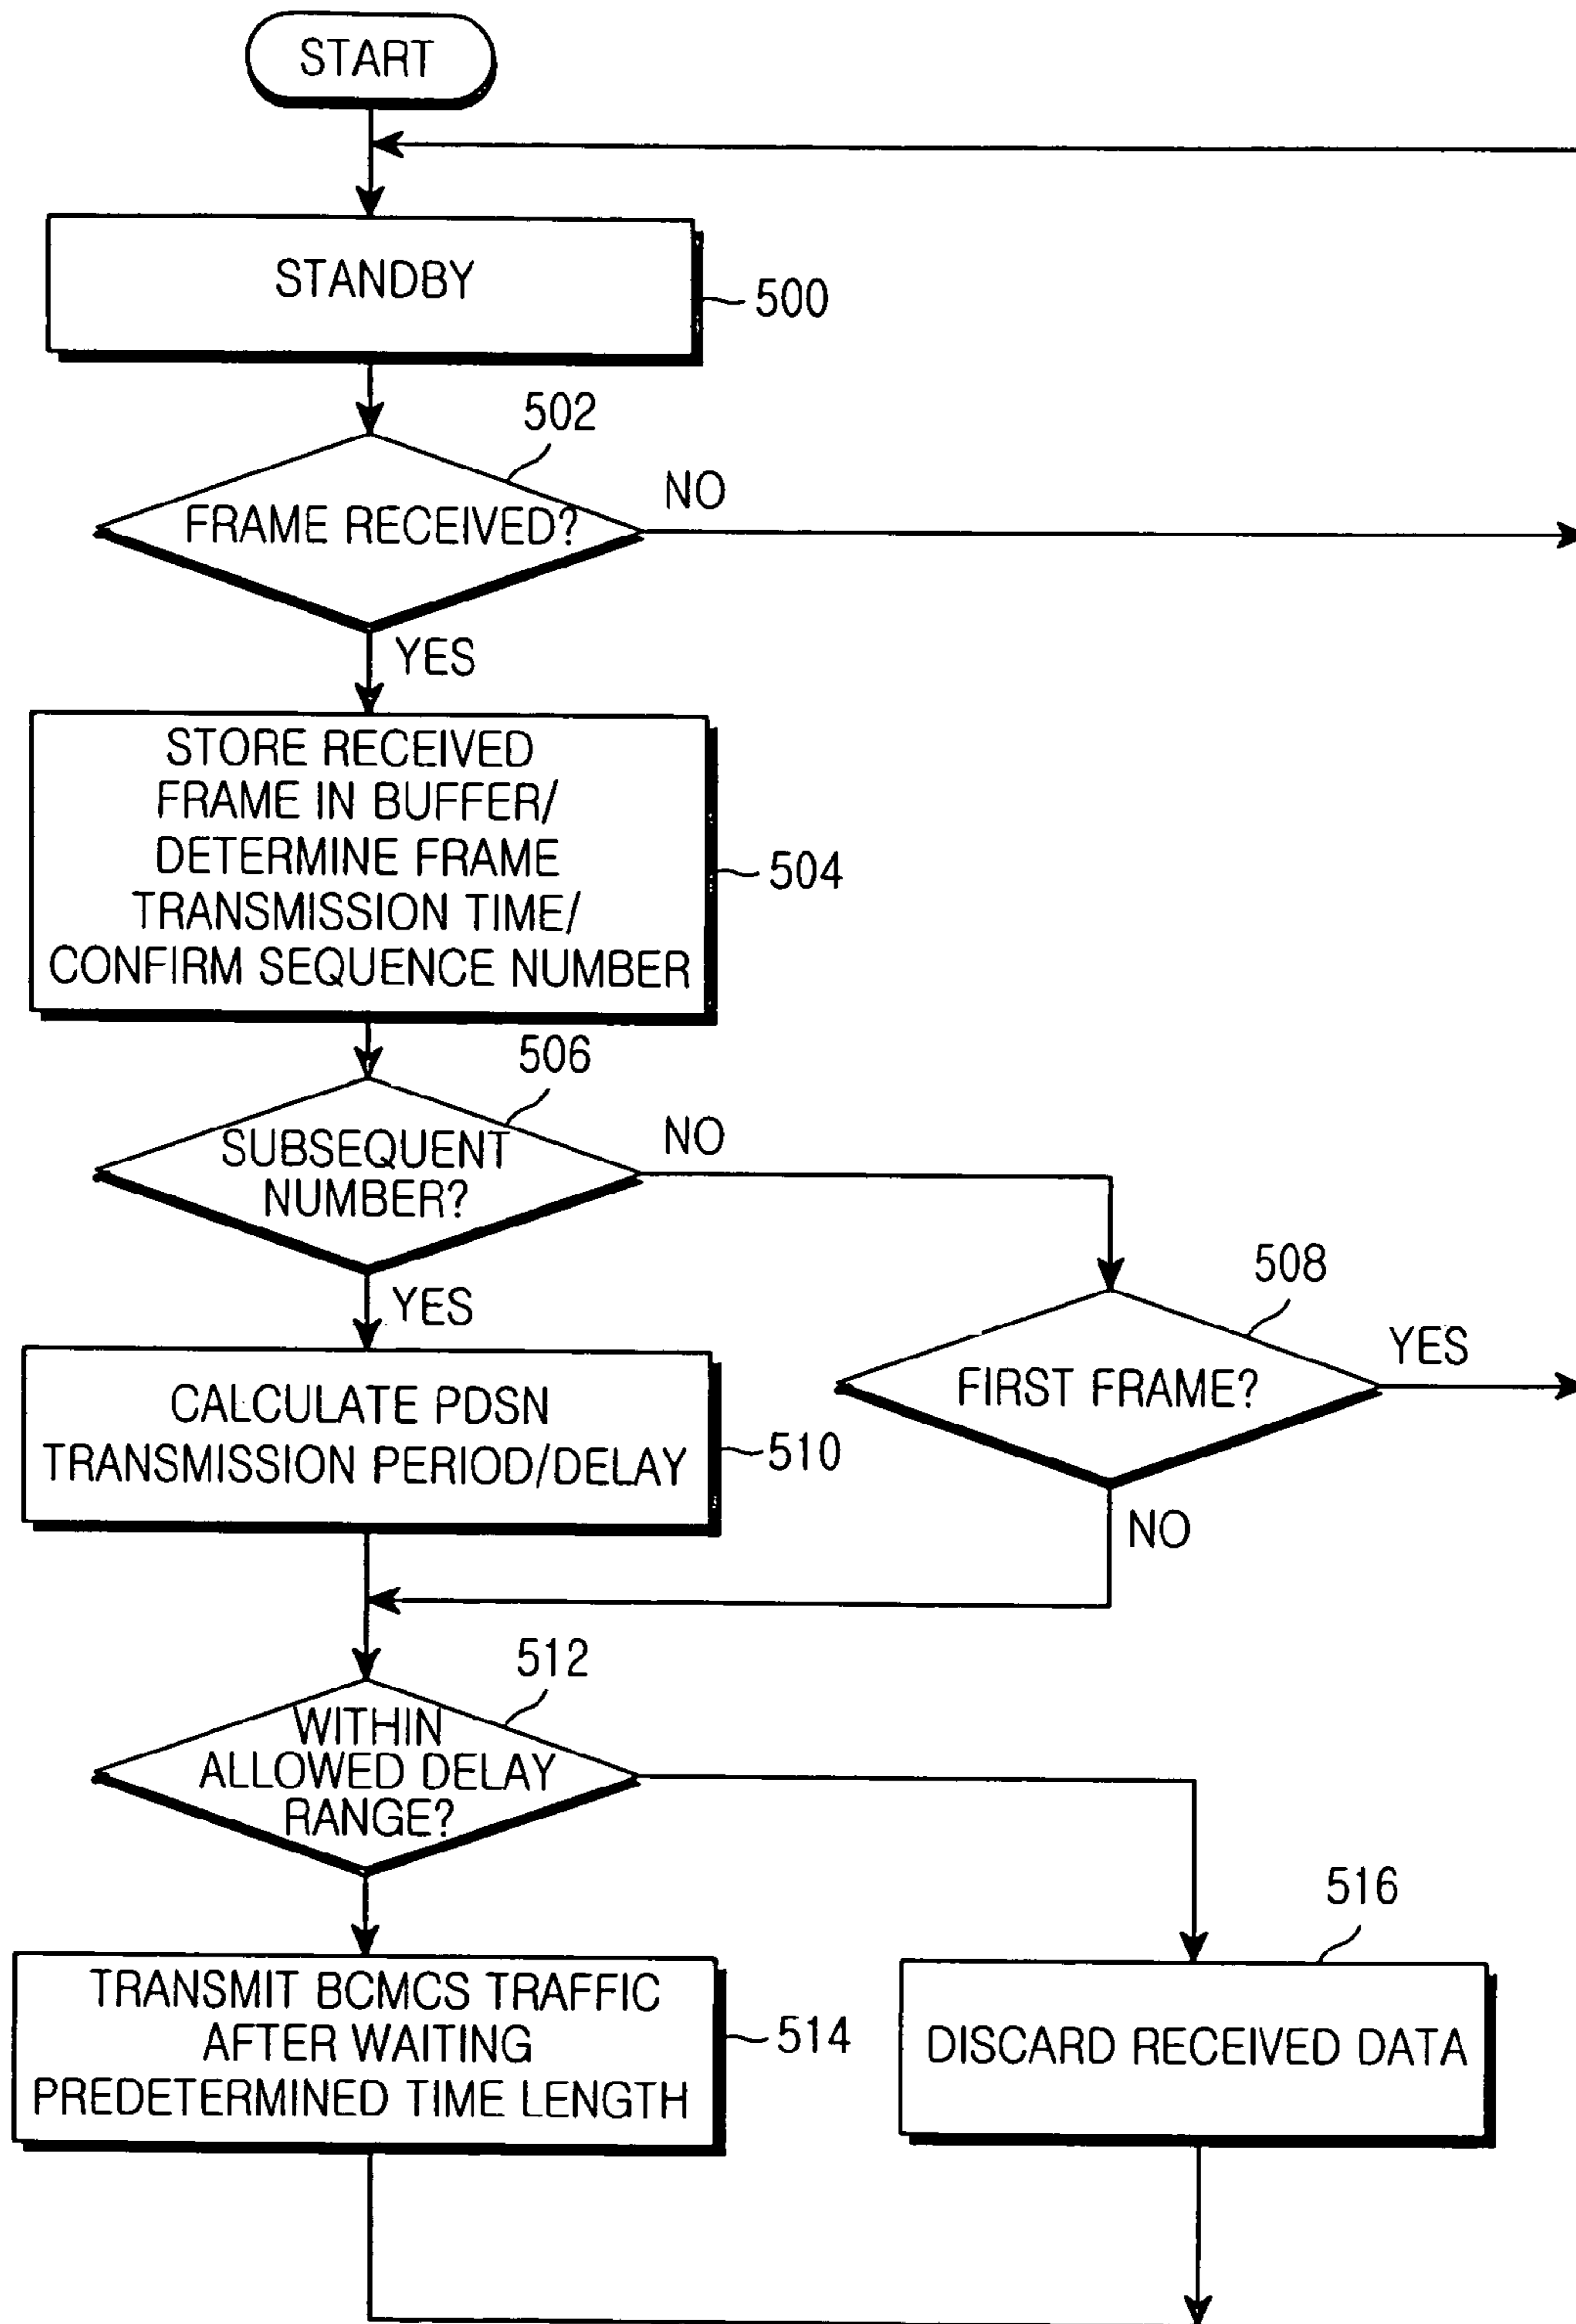 START
STANDBY
500
502
FRAME RECEIVED?
NO
YES
STORE RECEIVED
FRAME IN BUFFER/
DETERMINE FRAME
TRANSMISSION TIME/
CONFIRM SEQUENCE NUMBER
504
506
SUBSEQUENT
NUMBER?
NO
YES
508
FIRST FRAME?
YES
NO
CALCULATE PDSN
TRANSMISSION PERIOD/DELAY
510
512
WITHIN
ALLOWED DELAY
RANGE?
TRANSMIT BCMCS TRAFFIC
AFTER WAITING
PREDETERMINED TIME LENGTH
514
516
DISCARD RECEIVED DATA